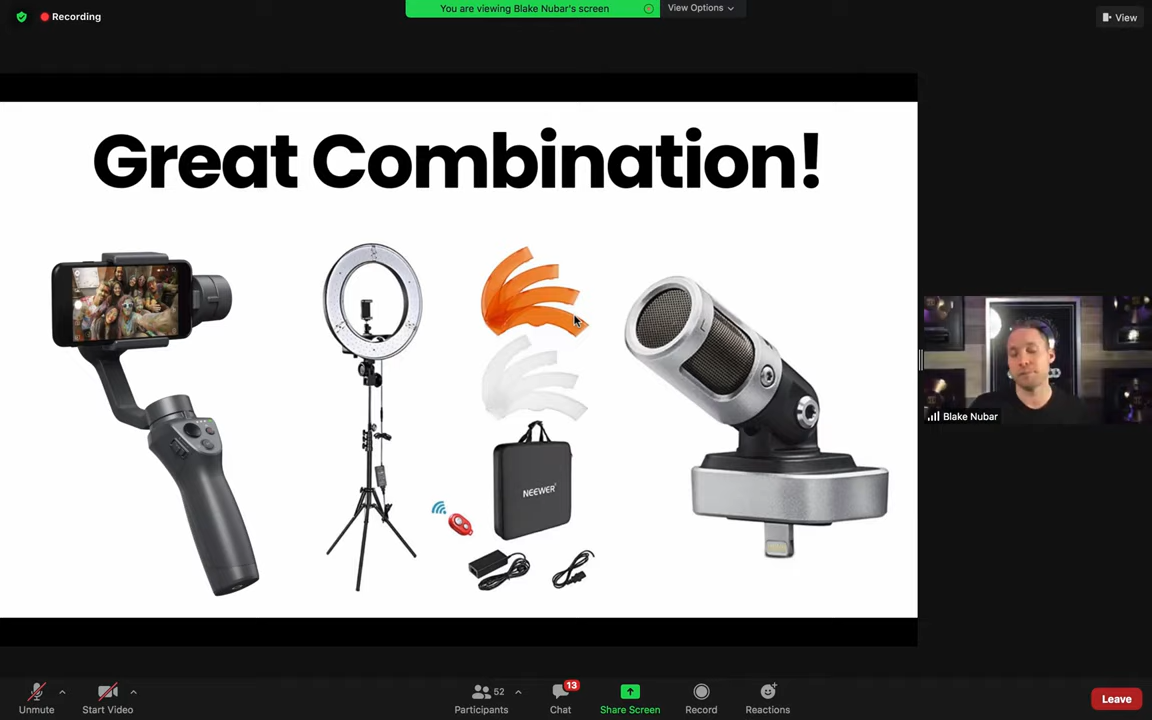 Recording
You are viewing Blake Nubar's screen
View Options
View
Great Combination!
NEEWER
Blake Nubar
Unmute
Start Video
52
Participants
13
Chat
Share Screen
Record
Reactions
Leave